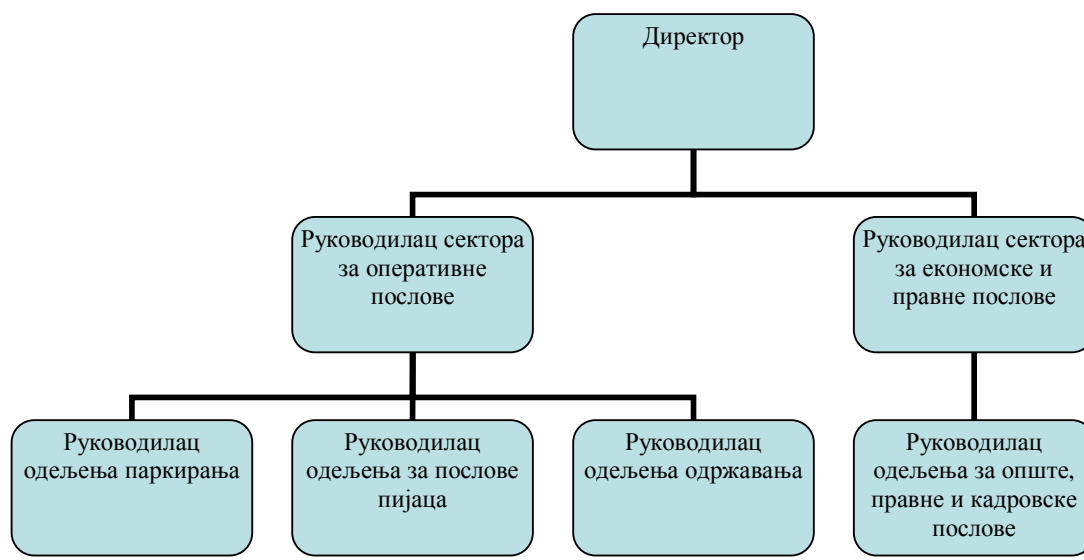 Директор
Руководилац сектора
за оперативне
послове
Руководилац сектора
за економске и
правне послове
Руководилац
одељења паркирања
Руководилац
одељења за послове
пијаца
Руководилац
одељења одржавања
Руководилац
одељења за опште,
правне и кадровске
послове